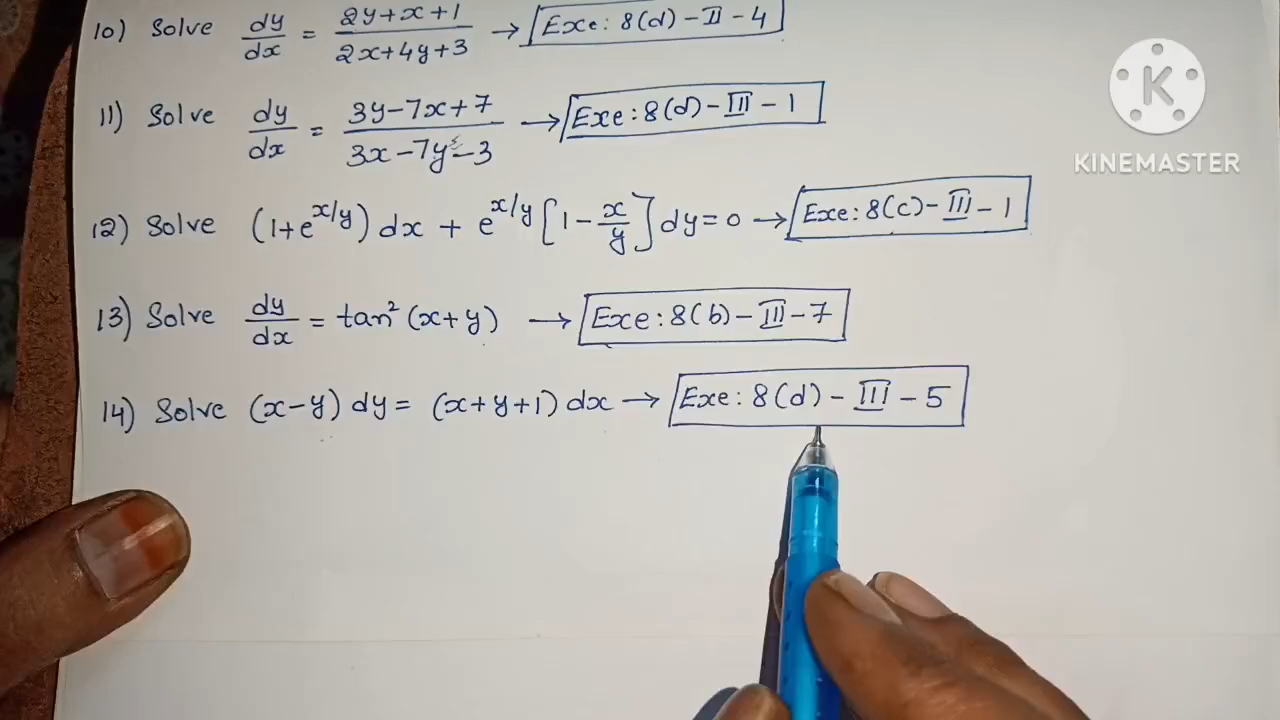 10) Solve dy/dx = 2y+x+1/2x+4y+3 → Exe: 8(d)-II-4
11) Solve dy/dx = 3y-7x+7/3x-7y-3 → Exe: 8(d)-III-1
KINEMASTER
12) Solve (1+e^x/y) dx + e^x/y [1-x/y] dy=0 → Exe: 8(c)-III-1
13) Solve dy/dx = tan² (x+y) → Exe: 8(b)-III-7
14) Solve (x-y) dy = (x+y+1) dx → Exe: 8(d)-III-5